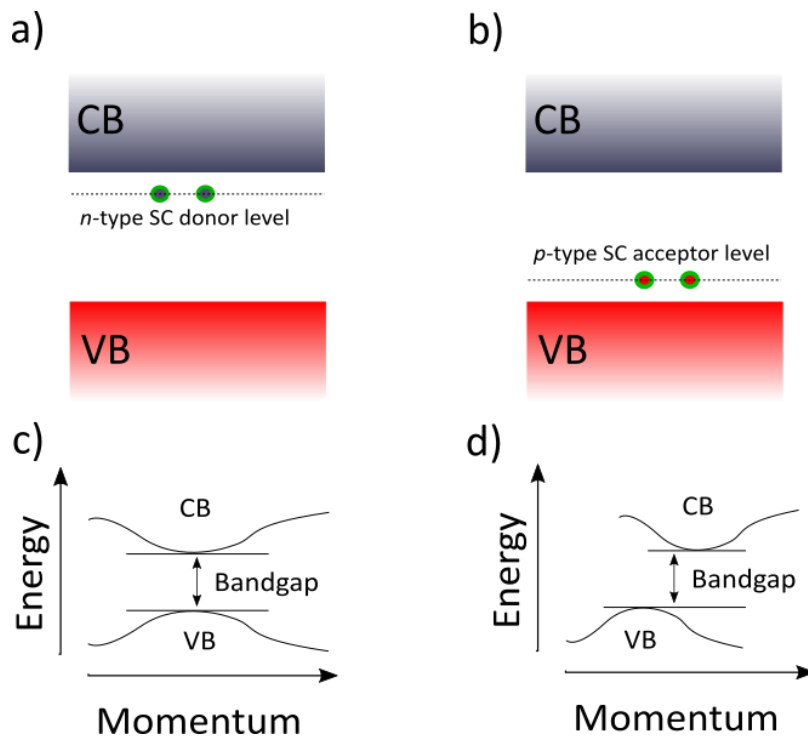 a)
b)
CB
CB
n-type SC donor level
p-type SC acceptor level
VB
VB
c)
d)
Energy
CB
Bandgap
VB
Momentum
Energy
CB
Bandgap
VB
Momentum